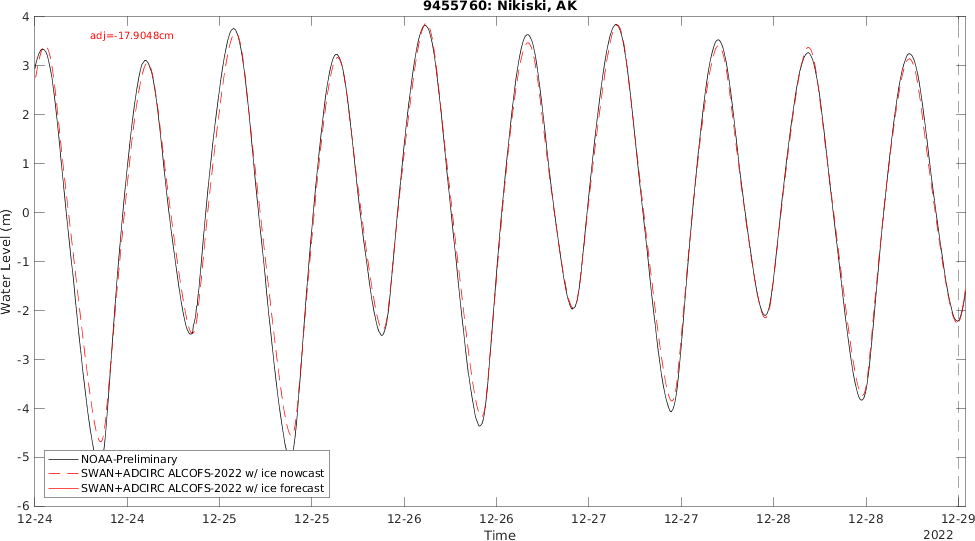 9455760: Nikiski, AK
adj=-17.9048cm
Water Level (m)
4
3
2
1
0
-1
-2
-3
-4
-5
-6
NOAA-Preliminary
SWAN+ADCIRC ALCOFS-2022 w/ ice nowcast
SWAN+ADCIRC ALCOFS-2022 w/ ice forecast
12-24 12-24 12-25 12-25 12-26 12-26 12-27 12-27 12-28 12-28 12-29
Time
2022